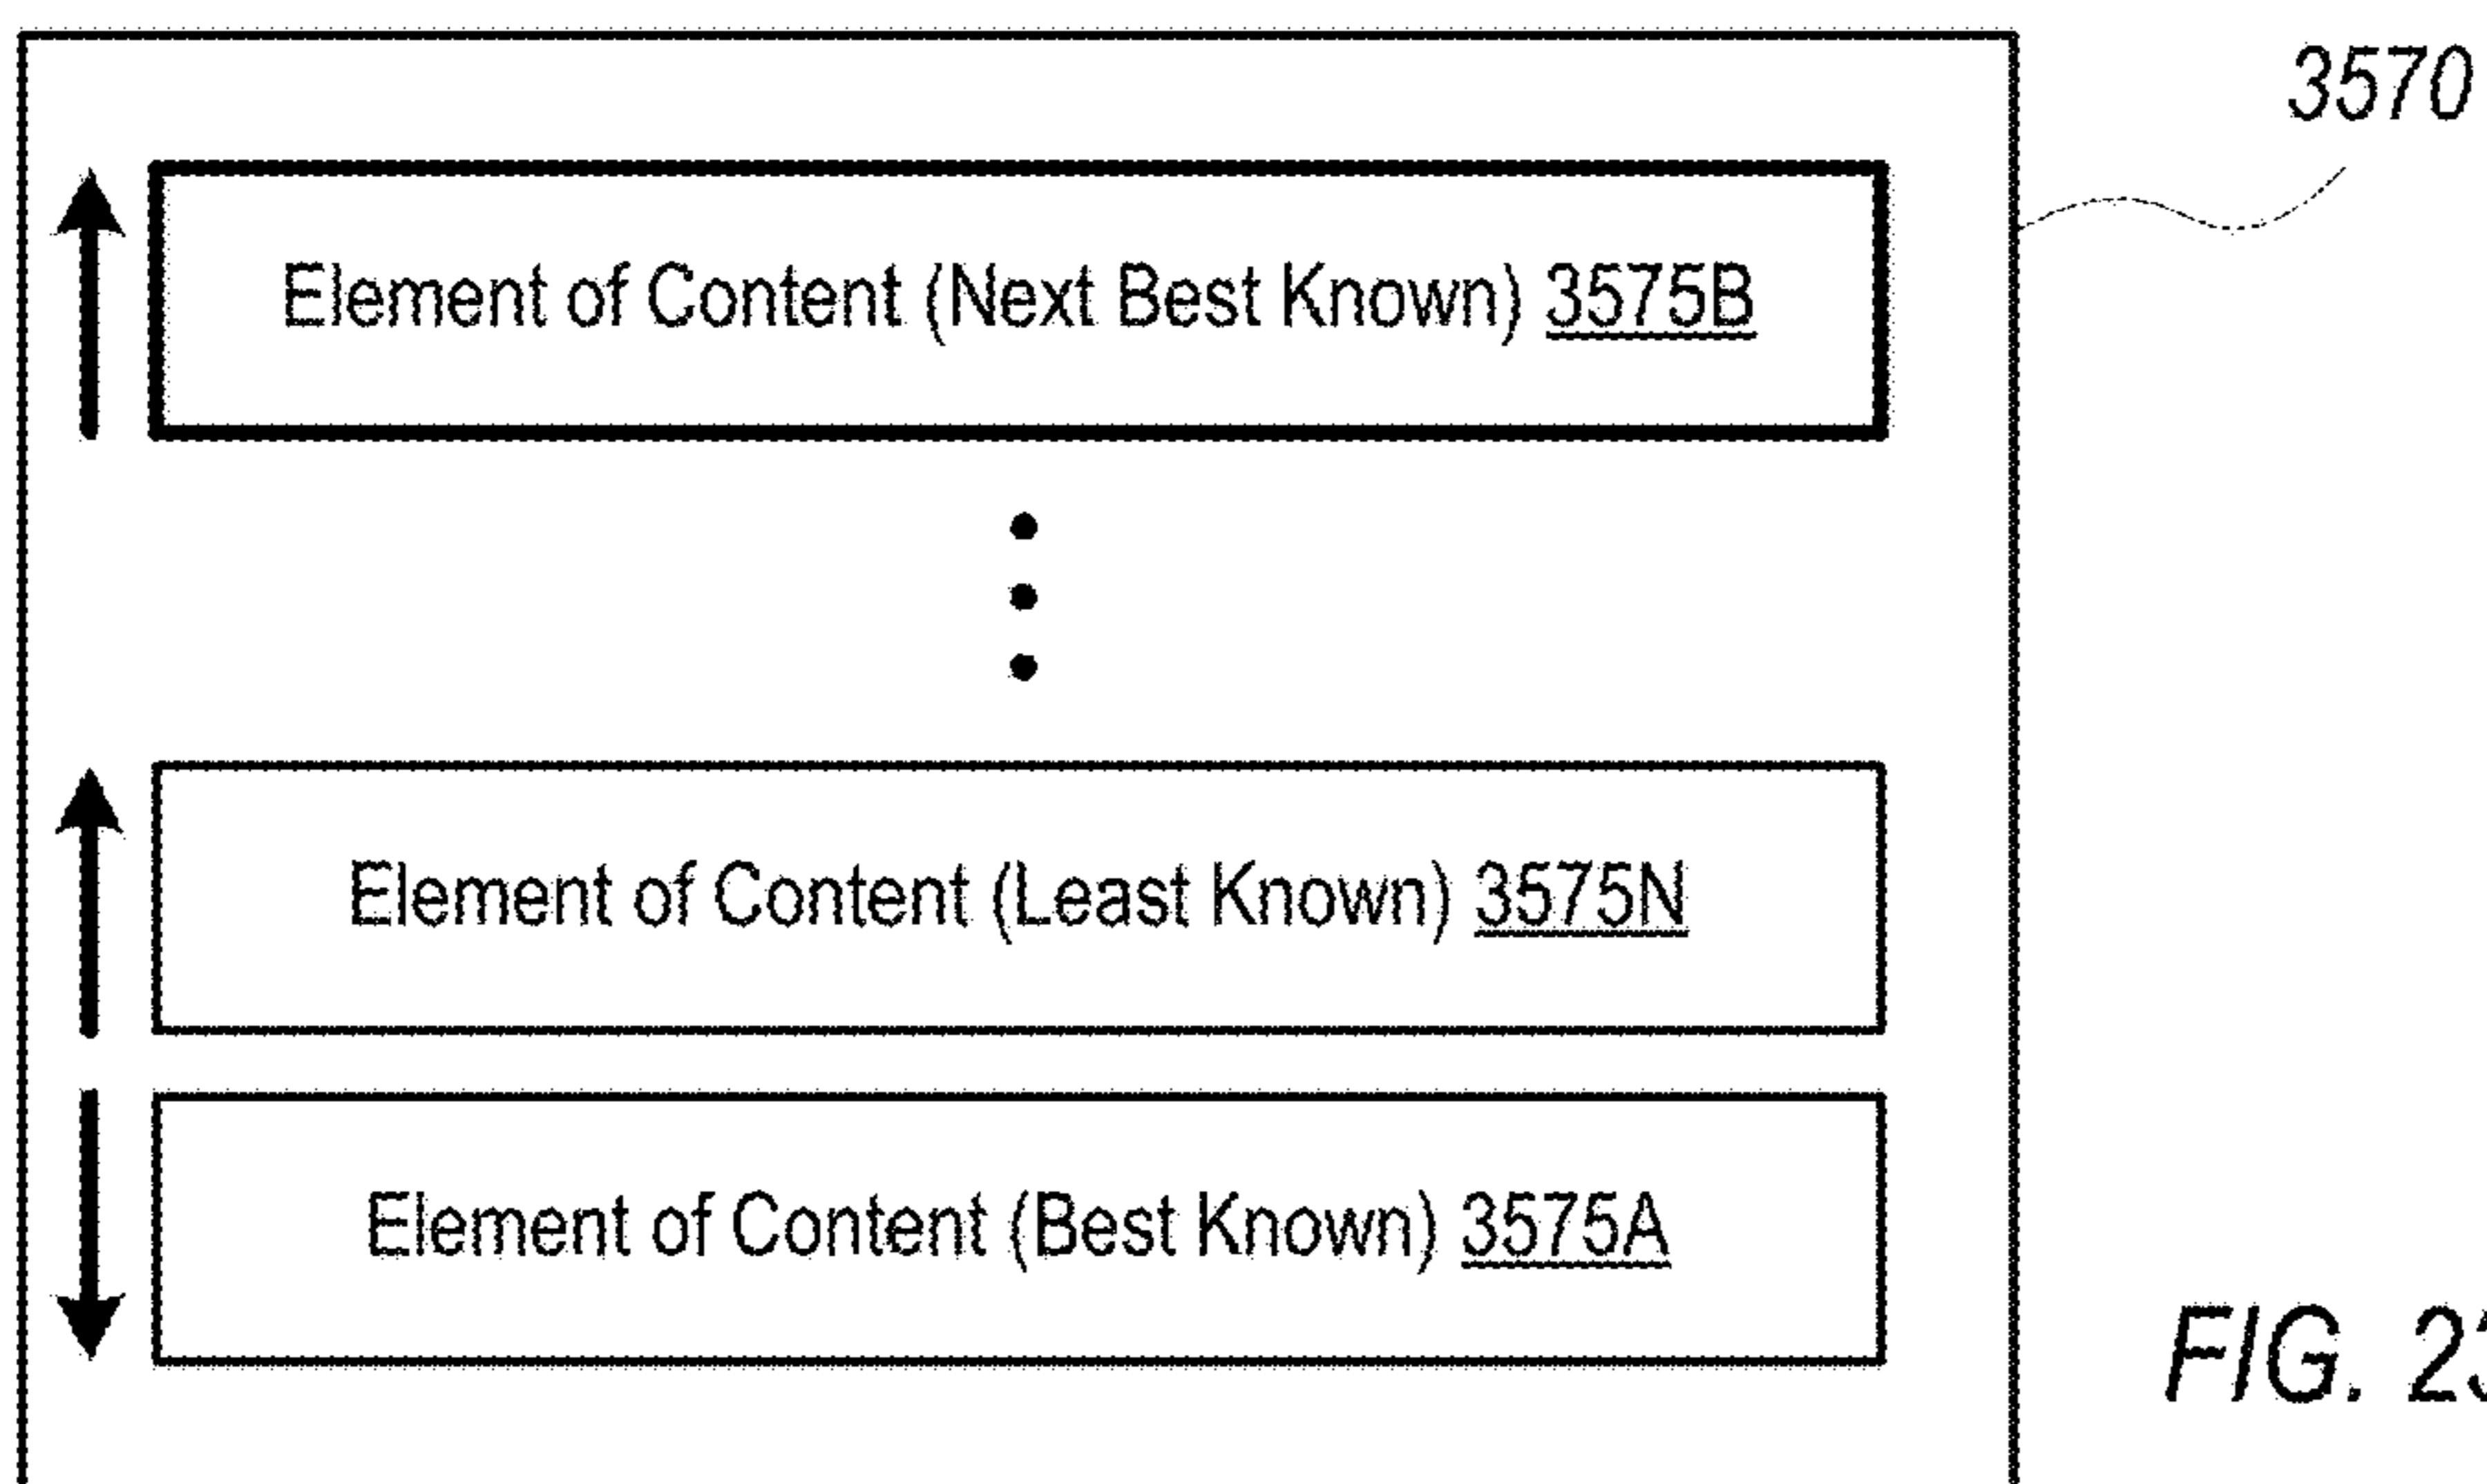 3570
Element of Content (Next Best Known) 3575B
Element of Content (Least Known) 3575N
Element of Content (Best Known) 3575A
FIG.